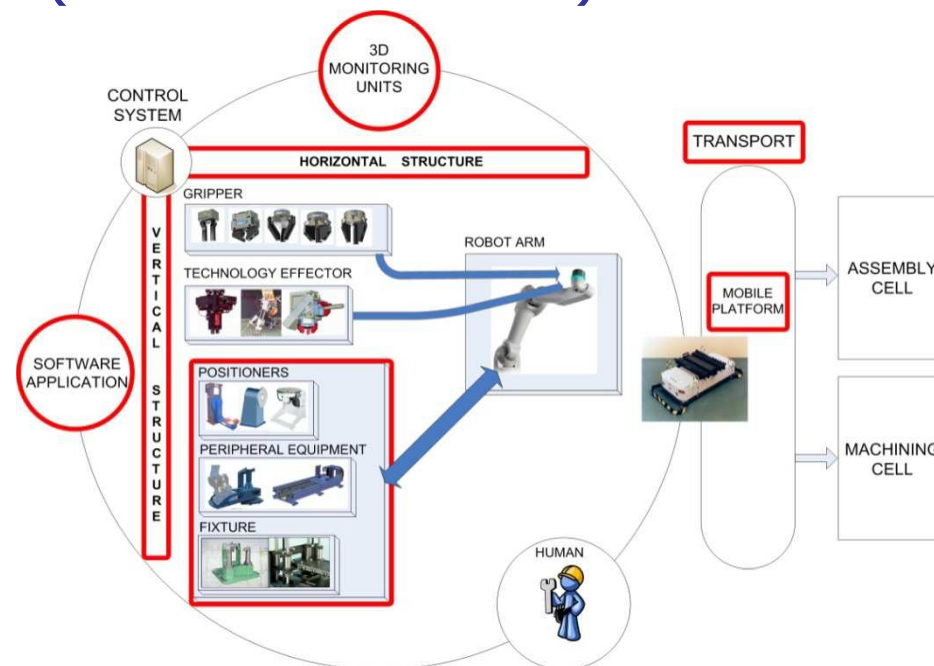 3D
MONITORING
UNITS
CONTROL
SYSTEM
HORIZONTAL STRUCTURE
TRANSPORT
VERTICAL STRUCTURE
GRIPPER
ROBOT ARM
TECHNOLOGY EFFECTOR
MOBILE
PLATFORM
ASSEMBLY
CELL
SOFTWARE
APPLICATION
POSITIONERS
PERIPHERAL EQUIPMENT
MACHINING
CELL
FIXTURE
HUMAN